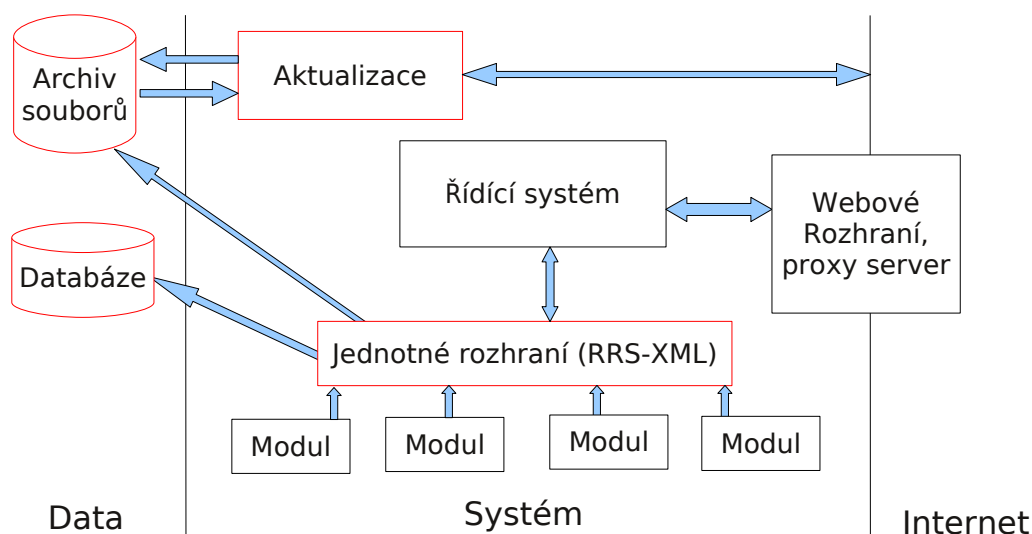 Archiv
souborů
Aktualizace
Řídící systém
Webové
Rozhraní,
proxy server
Databáze
Jednotné rozhraní (RRS-XML)
Modul
Modul
Modul
Modul
Data
Systém
Internet